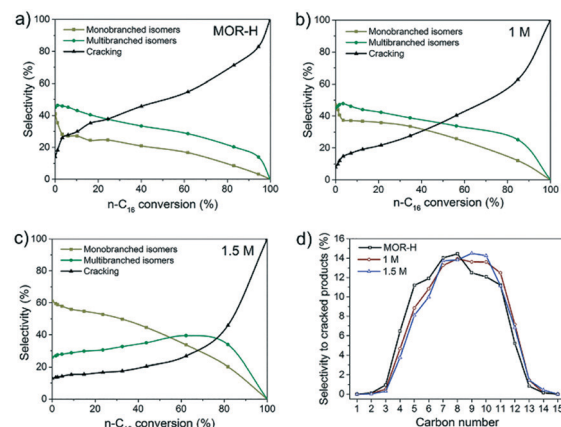 a)
MOR-H
Monobranched isomers
Multibranched isomers
Cracking
Selectivity (%)
100
80
60
40
20
0
0 20 40 60 80 100
n-C₁₆ conversion (%)
b)
1 M
Monobranched isomers
Multibranched isomers
Cracking
Selectivity (%)
100
80
60
40
20
0
0 20 40 60 80 100
n-C₁₆ conversion (%)
c)
1.5 M
Monobranched isomers
Multibranched isomers
Cracking
Selectivity (%)
100
80
60
40
20
0
0 20 40 60 80 100
conversion (%)
d)
MOR-H
1 M
1.5 M
Selectivity to cracked products (%)
16
14
12
10
8
6
4
2
0
1 2 3 4 5 6 7 8 9 10 11 12 13 14 15
Carbon number